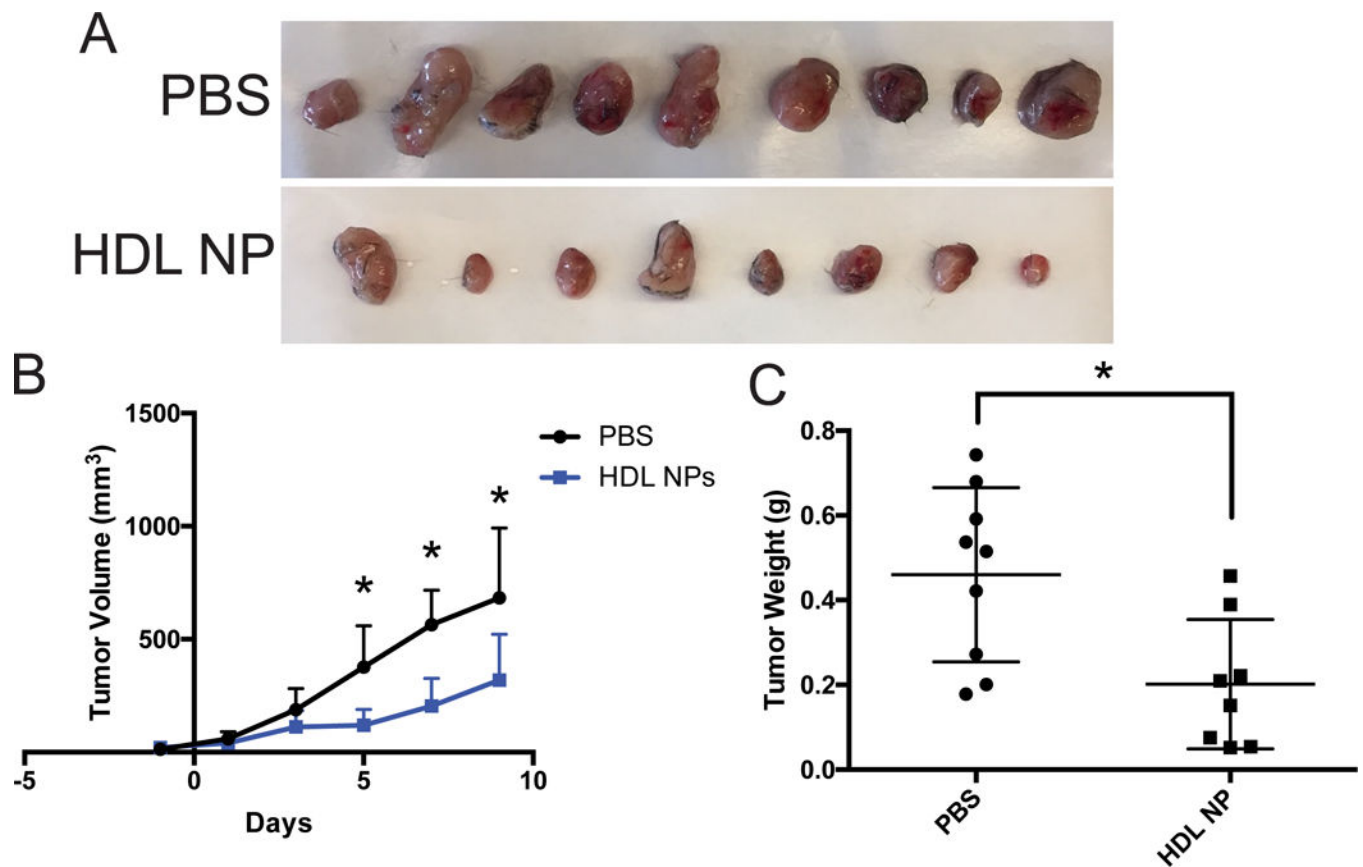 A
PBS
HDL NP
B
1500
1000
500
Tumor Volume (mm³)
-5
0
5
10
Days
PBS
HDL NPs
*
*
*
C
*
0.8
0.6
0.4
0.2
0.0
Tumor Weight (g)
PBS
HDL NP